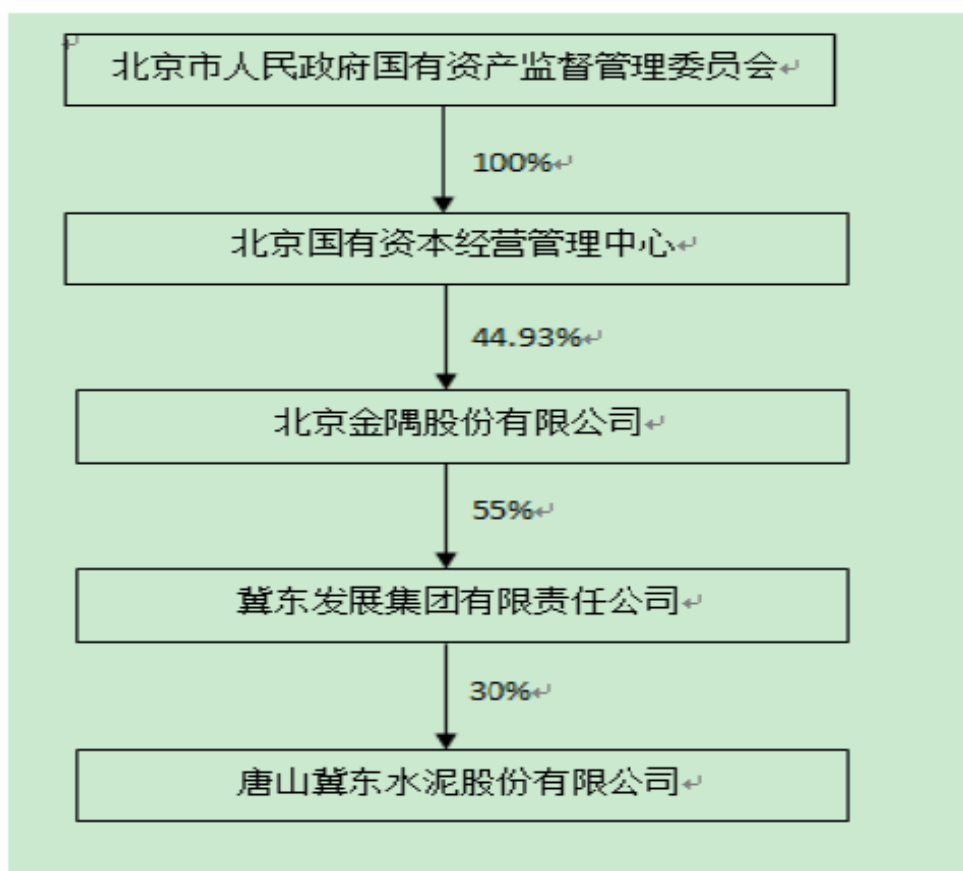 北京市人民政府国有资产监督管理委员会
100%
北京国有资本经营管理中心
44.93%
北京金隅股份有限公司
55%
冀东发展集团有限责任公司
30%
唐山冀东水泥股份有限公司